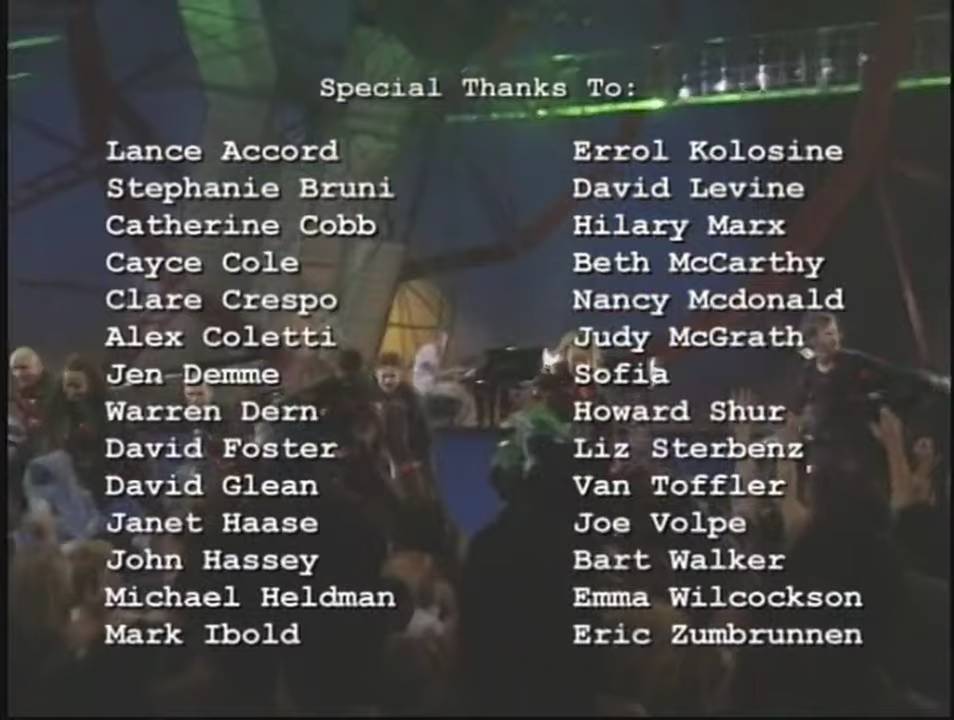 Special Thanks To:
Lance Accord
Stephanie Bruni
Catherine Cobb
Cayce Cole
Clare Crespo
Alex Coletti
Jen Demme
Warren Dern
David Foster
David Glean
Janet Haase
John Hassey
Michael Heldman
Mark Ibold
Errol Kolosine
David Levine
Hilary Marx
Beth McCarthy
Nancy Mcdonald
Judy McGrath
Sofia
Howard Shur
Liz Sterbenz
Van Toffler
Joe Volpe
Bart Walker
Emma Wilcockson
Eric Zumbrunnen